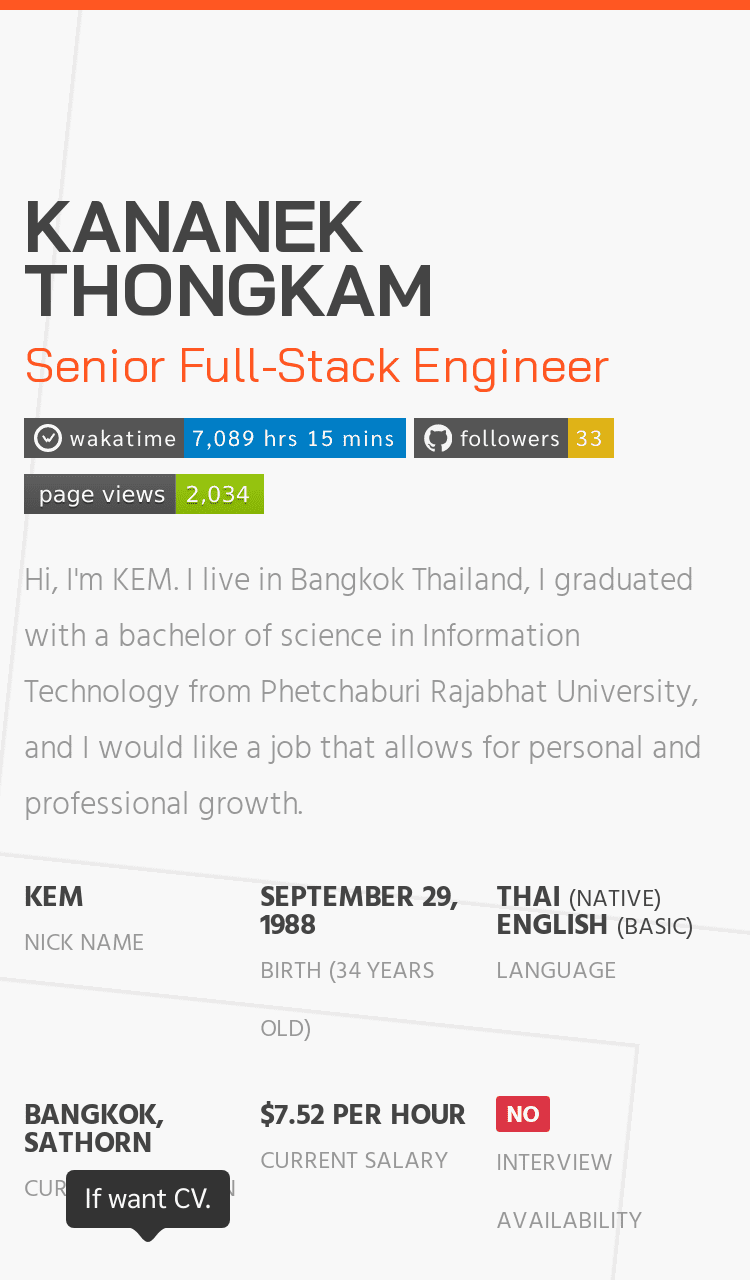 KANANEK
THONGKAM
Senior Full-Stack Engineer
wakatime 7,089 hrs 15 mins
followers 33
page views 2,034
Hi, I'm KEM. I live in Bangkok Thailand, I graduated
with a bachelor of science in Information
Technology from Phetchaburi Rajabhat University,
and I would like a job that allows for personal and
professional growth.
KEM
NICK NAME
SEPTEMBER 29,
1988
BIRTH (34 YEARS
OLD)
THAI (NATIVE)
ENGLISH (BASIC)
LANGUAGE
BANGKOK,
SATHORN
If want CV.
$7.52 PER HOUR
CURRENT SALARY
NO
INTERVIEW
AVAILABILITY